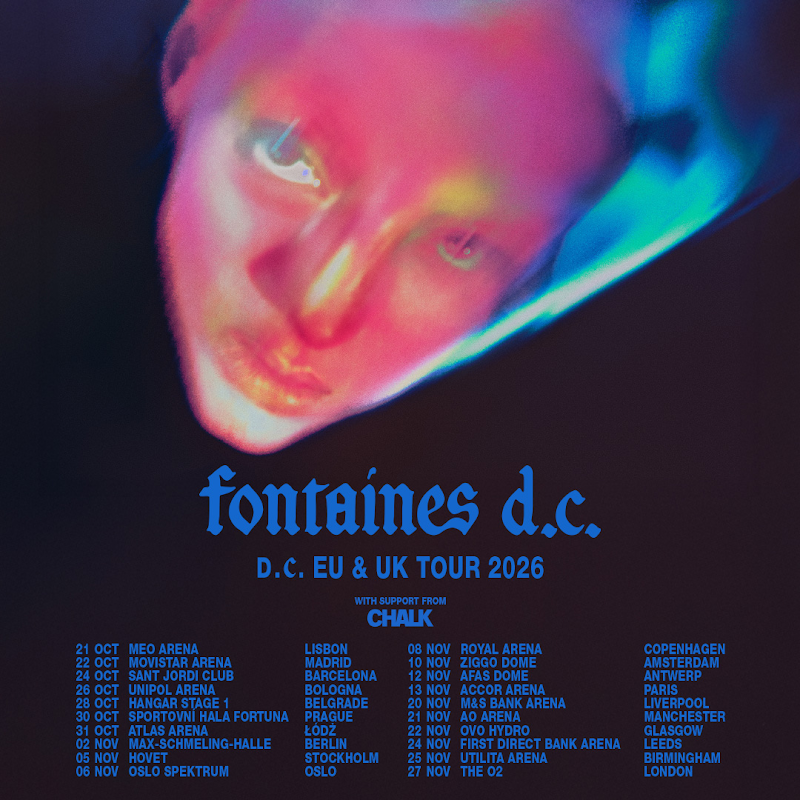 fontaínes d.c.
D.C. EU & UK TOUR 2026
WITH SUPPORT FROM
CHALK
21 OCT MEO ARENA LISBON
22 OCT MOVISTAR ARENA MADRID
24 OCT SANT JORDI CLUB BARCELONA
26 OCT UNIPOL ARENA BOLOGNA
28 OCT HANGAR STAGE 1 BELGRADE
30 OCT SPORTOVNÍ HALA FORTUNA PRAGUE
31 OCT ATLAS ARENA ŁÓDŹ
02 NOV MAX-SCHMELING-HALLE BERLIN
05 NOV HOVET STOCKHOLM
06 NOV OSLO SPEKTRUM OSLO
08 NOV ROYAL ARENA COPENHAGEN
10 NOV ZIGGO DOME AMSTERDAM
12 NOV AFAS DOME ANTWERP
13 NOV ACCOR ARENA PARIS
20 NOV M&S BANK ARENA LIVERPOOL
21 NOV AO ARENA MANCHESTER
22 NOV OVO HYDRO GLASGOW
24 NOV FIRST DIRECT BANK ARENA LEEDS
25 NOV UTILITA ARENA BIRMINGHAM
27 NOV THE O2 LONDON